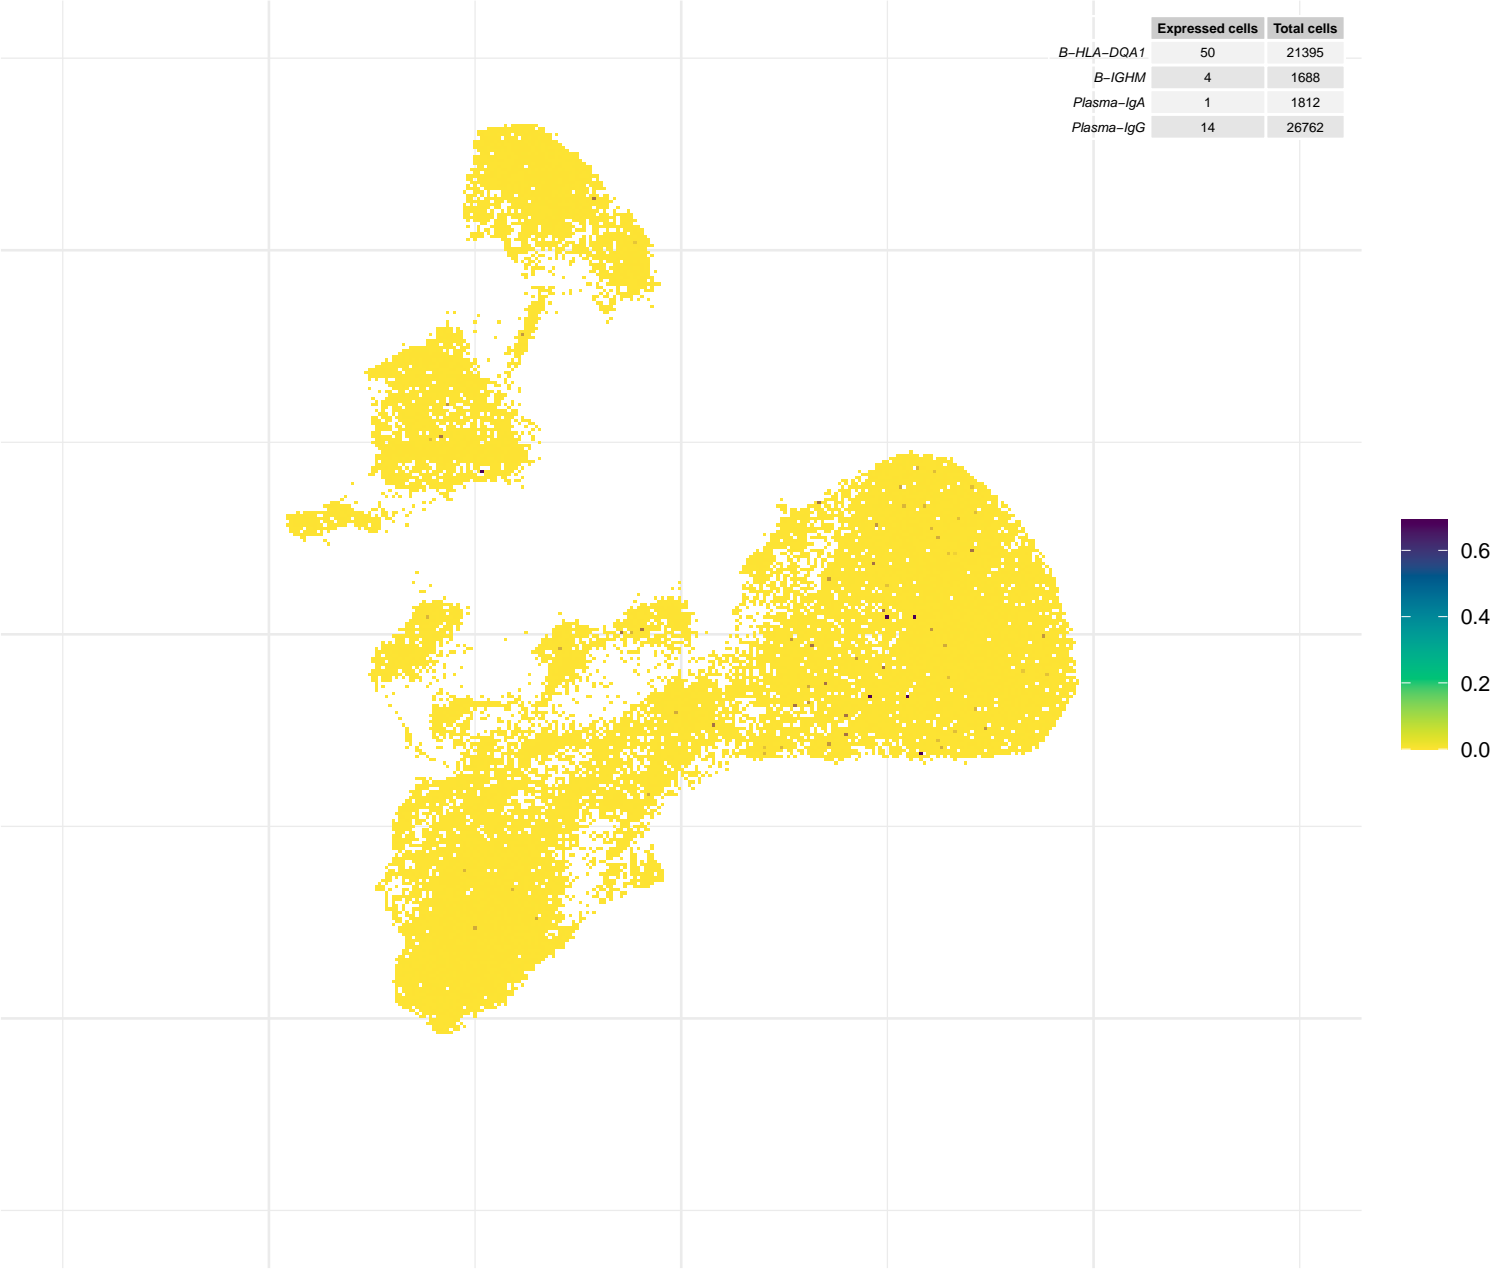 Expressed cells Total cells
B−HLA−DQA1 50 21395
B−IGHM 4 1688
Plasma−IgA 1 1812
Plasma−IgG 14 26762
0.6
0.4
0.2
0.0